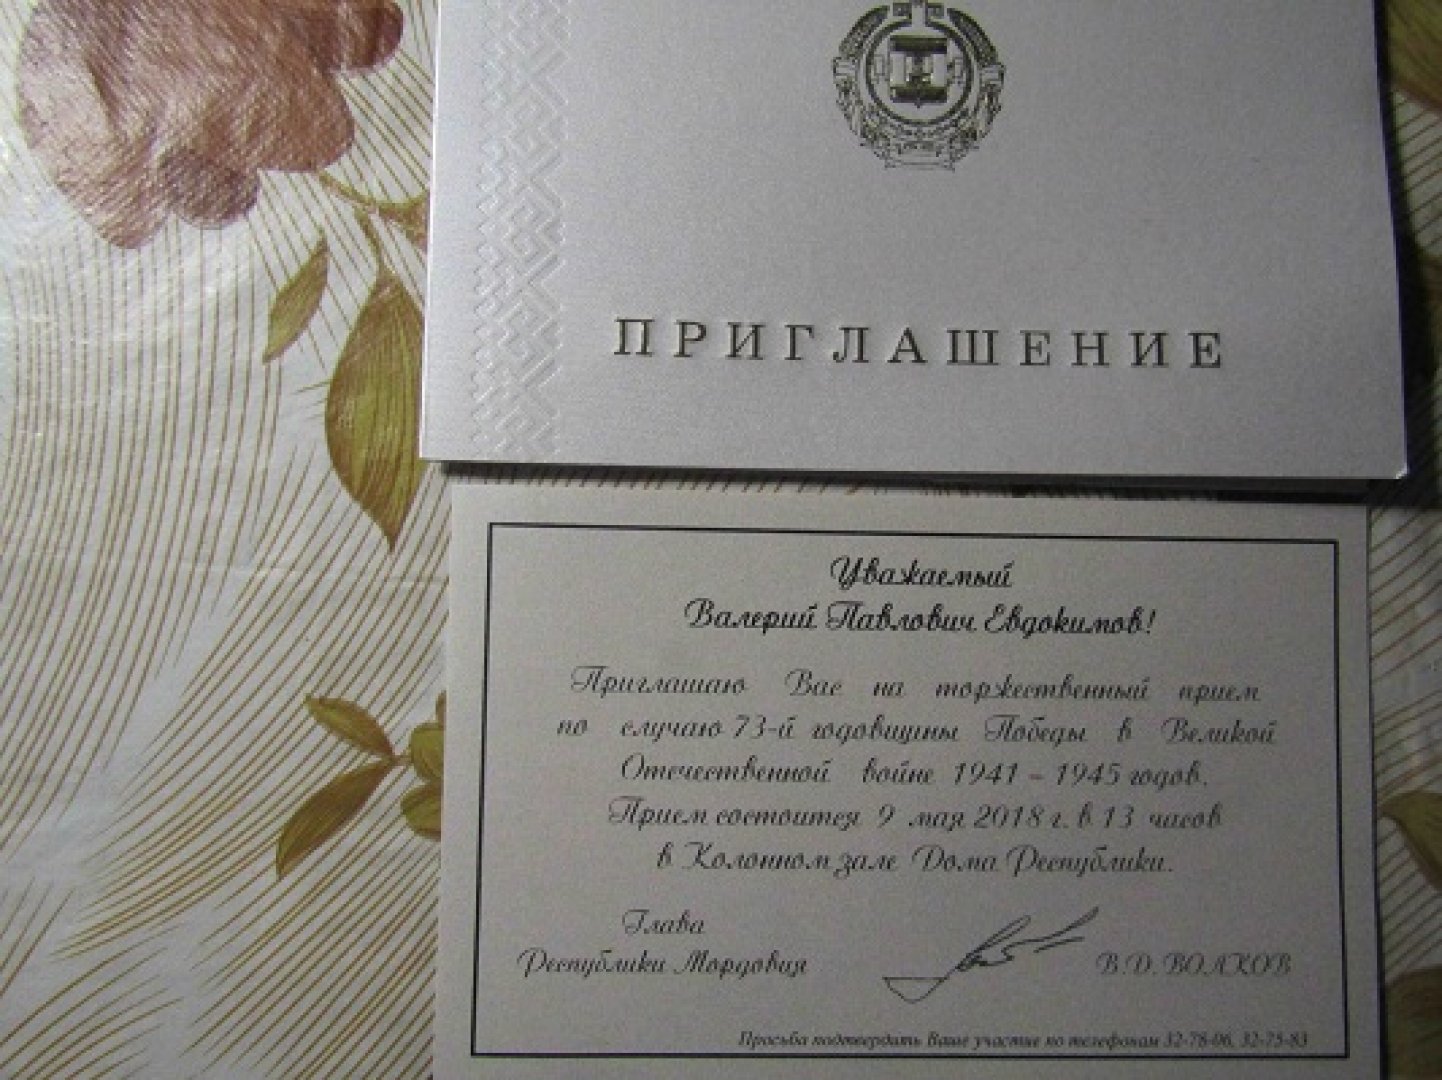 ПРИГЛАШЕНИЕ
Уважаемый
Валерий Павлович Евдокимов!
Приглашаю Вас на торжественный прием
по случаю 73-й годовщины Победы в Великой
Отечественной войне 1941 – 1945 годов.
Прием состоится 9 мая 2018 г. в 13 часов
в Колонном зале Дома Республики.
Глава
Республики Мордовия
В.Д. ВОЛКОВ
Просьба подтвердить Ваше участие по телефонам 32-78-06, 32-75-83